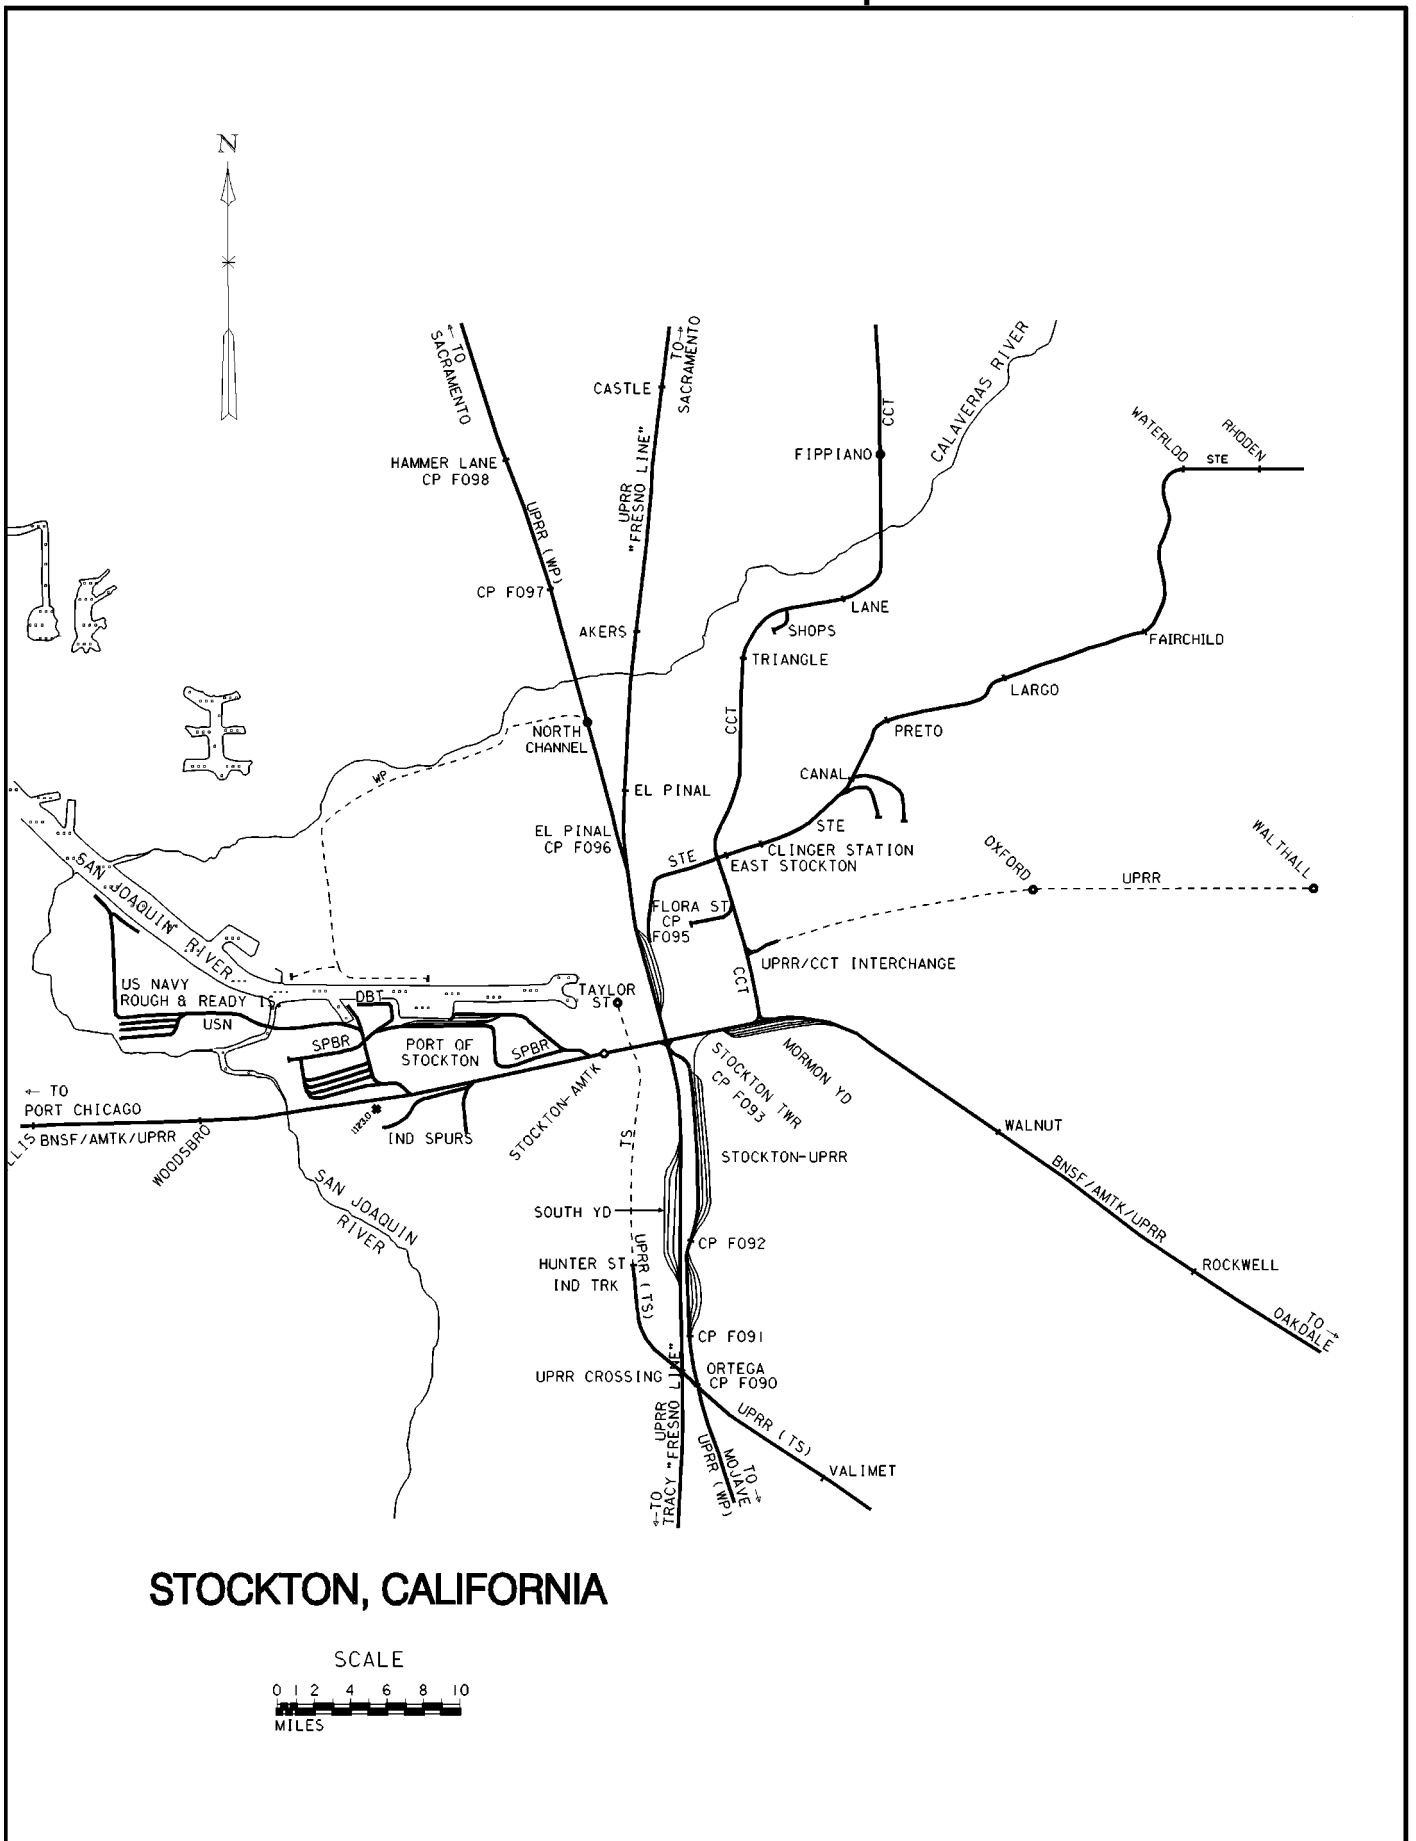 N
← TO
SACRAMENTO
TO →
SACRAMENTO
CASTLE
UPRR
"FRESNO LINE"
CCT
CALAVERAS RIVER
FIPPIANO
HAMMER LANE
CP F098
WATERLOO
RHODEN
STE
UPRR (WP)
CP F097
AKERS
LANE
SHOPS
TRIANGLE
FAIRCHILD
LARGO
CCT
PRETO
NORTH
CHANNEL
WP
CANAL
EL PINAL
EL PINAL
CP F096
STE
STE
CLINGER STATION
EAST STOCKTON
OXFORD
UPRR
WALTHALL
SAN JOAQUIN RIVER
FLORA ST
CP
F095
UPRR/CCT INTERCHANGE
CCT
US NAVY
ROUGH & READY IS.
USN
DBT
TAYLOR
ST
SPBR
PORT OF
STOCKTON
SPBR
STOCKTON-AMTK
STOCKTON TWR
CP F093
MORMON YD
← TO
PORT CHICAGO
BNSF/AMTK/UPRR
LLIS
WOODSBRO
1123.0
IND SPURS
TS
WALNUT
STOCKTON-UPRR
BNSF/AMTK/UPRR
SAN JOAQUIN
RIVER
SOUTH YD
CP F092
HUNTER ST
IND TRK
UPRR (TS)
ROCKWELL
TO →
OAKDALE
CP F091
UPRR CROSSING
ORTEGA
CP F090
UPRR
"FRESNO LINE"
← TO
TRACY
UPRR (WP)
TO →
MOJAVE
UPRR (TS)
VALIMET
STOCKTON, CALIFORNIA
SCALE
0 1 2 4 6 8 10
MILES